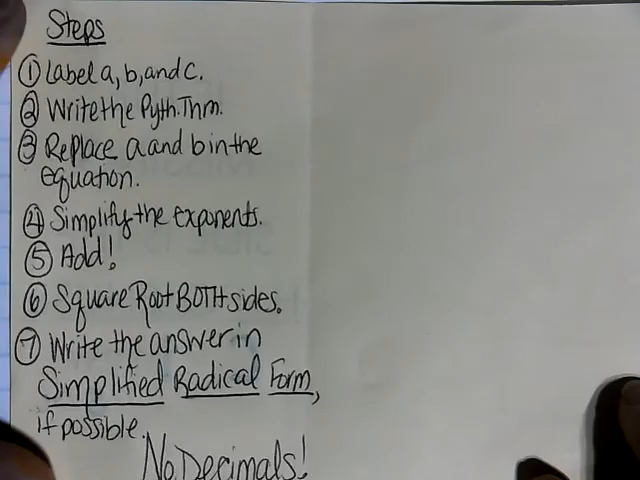 Steps
① Label a, b, and c.
② Write the Pyth. Thm.
③ Replace a and b in the
equation.
④ Simplify the exponents.
⑤ Add!
⑥ Square Root BOTH sides.
⑦ Write the answer in
Simplified Radical Form,
if possible.
No Decimals!